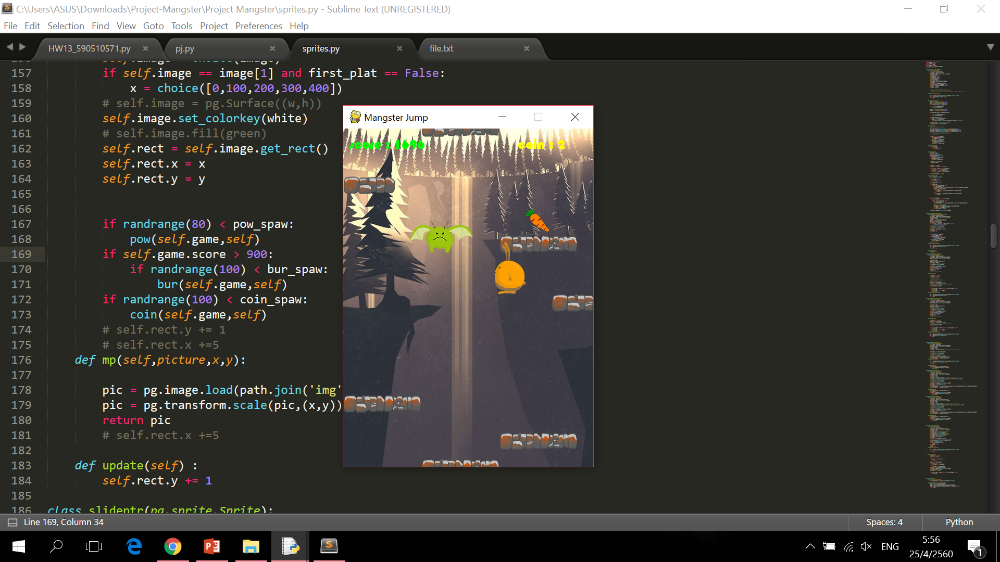 C:\Users\ASUS\Downloads\Project-Mangster\Project Mangster\sprites.py - Sublime Text (UNREGISTERED)
File Edit Selection Find View Goto Tools Project Preferences Help
HW13_590510571.py × pj.py × sprites.py × file.txt ×
157 if self.image == image[1] and first_plat == False:
158 x = choice([0,100,200,300,400])
159 # self.image = pg.Surface((w,h))
160 self.image.set_colorkey(white)
161 # self.image.fill(green)
162 self.rect = self.image.get_rect()
163 self.rect.x = x
164 self.rect.y = y
165
166
167 if randrange(80) < pow_spaw:
168 pow(self.game,self)
169 if self.game.score > 900:
170 if randrange(100) < bur_spaw:
171 bur(self.game,self)
172 if randrange(100) < coin_spaw:
173 coin(self.game,self)
174 # self.rect.y += 1
175 # self.rect.x +=5
176 def mp(self,picture,x,y):
177
178 pic = pg.image.load(path.join('img'
179 pic = pg.transform.scale(pic,(x,y))
180 return pic
181 # self.rect.x +=5
182
183 def update(self) :
184 self.rect.y += 1
185
186 class slideptr(pg.sprite.Sprite):
Mangster Jump
score : 1696 coin : 2
Line 169, Column 34 Spaces: 4 Python
ENG
5:56
25/4/2560
1